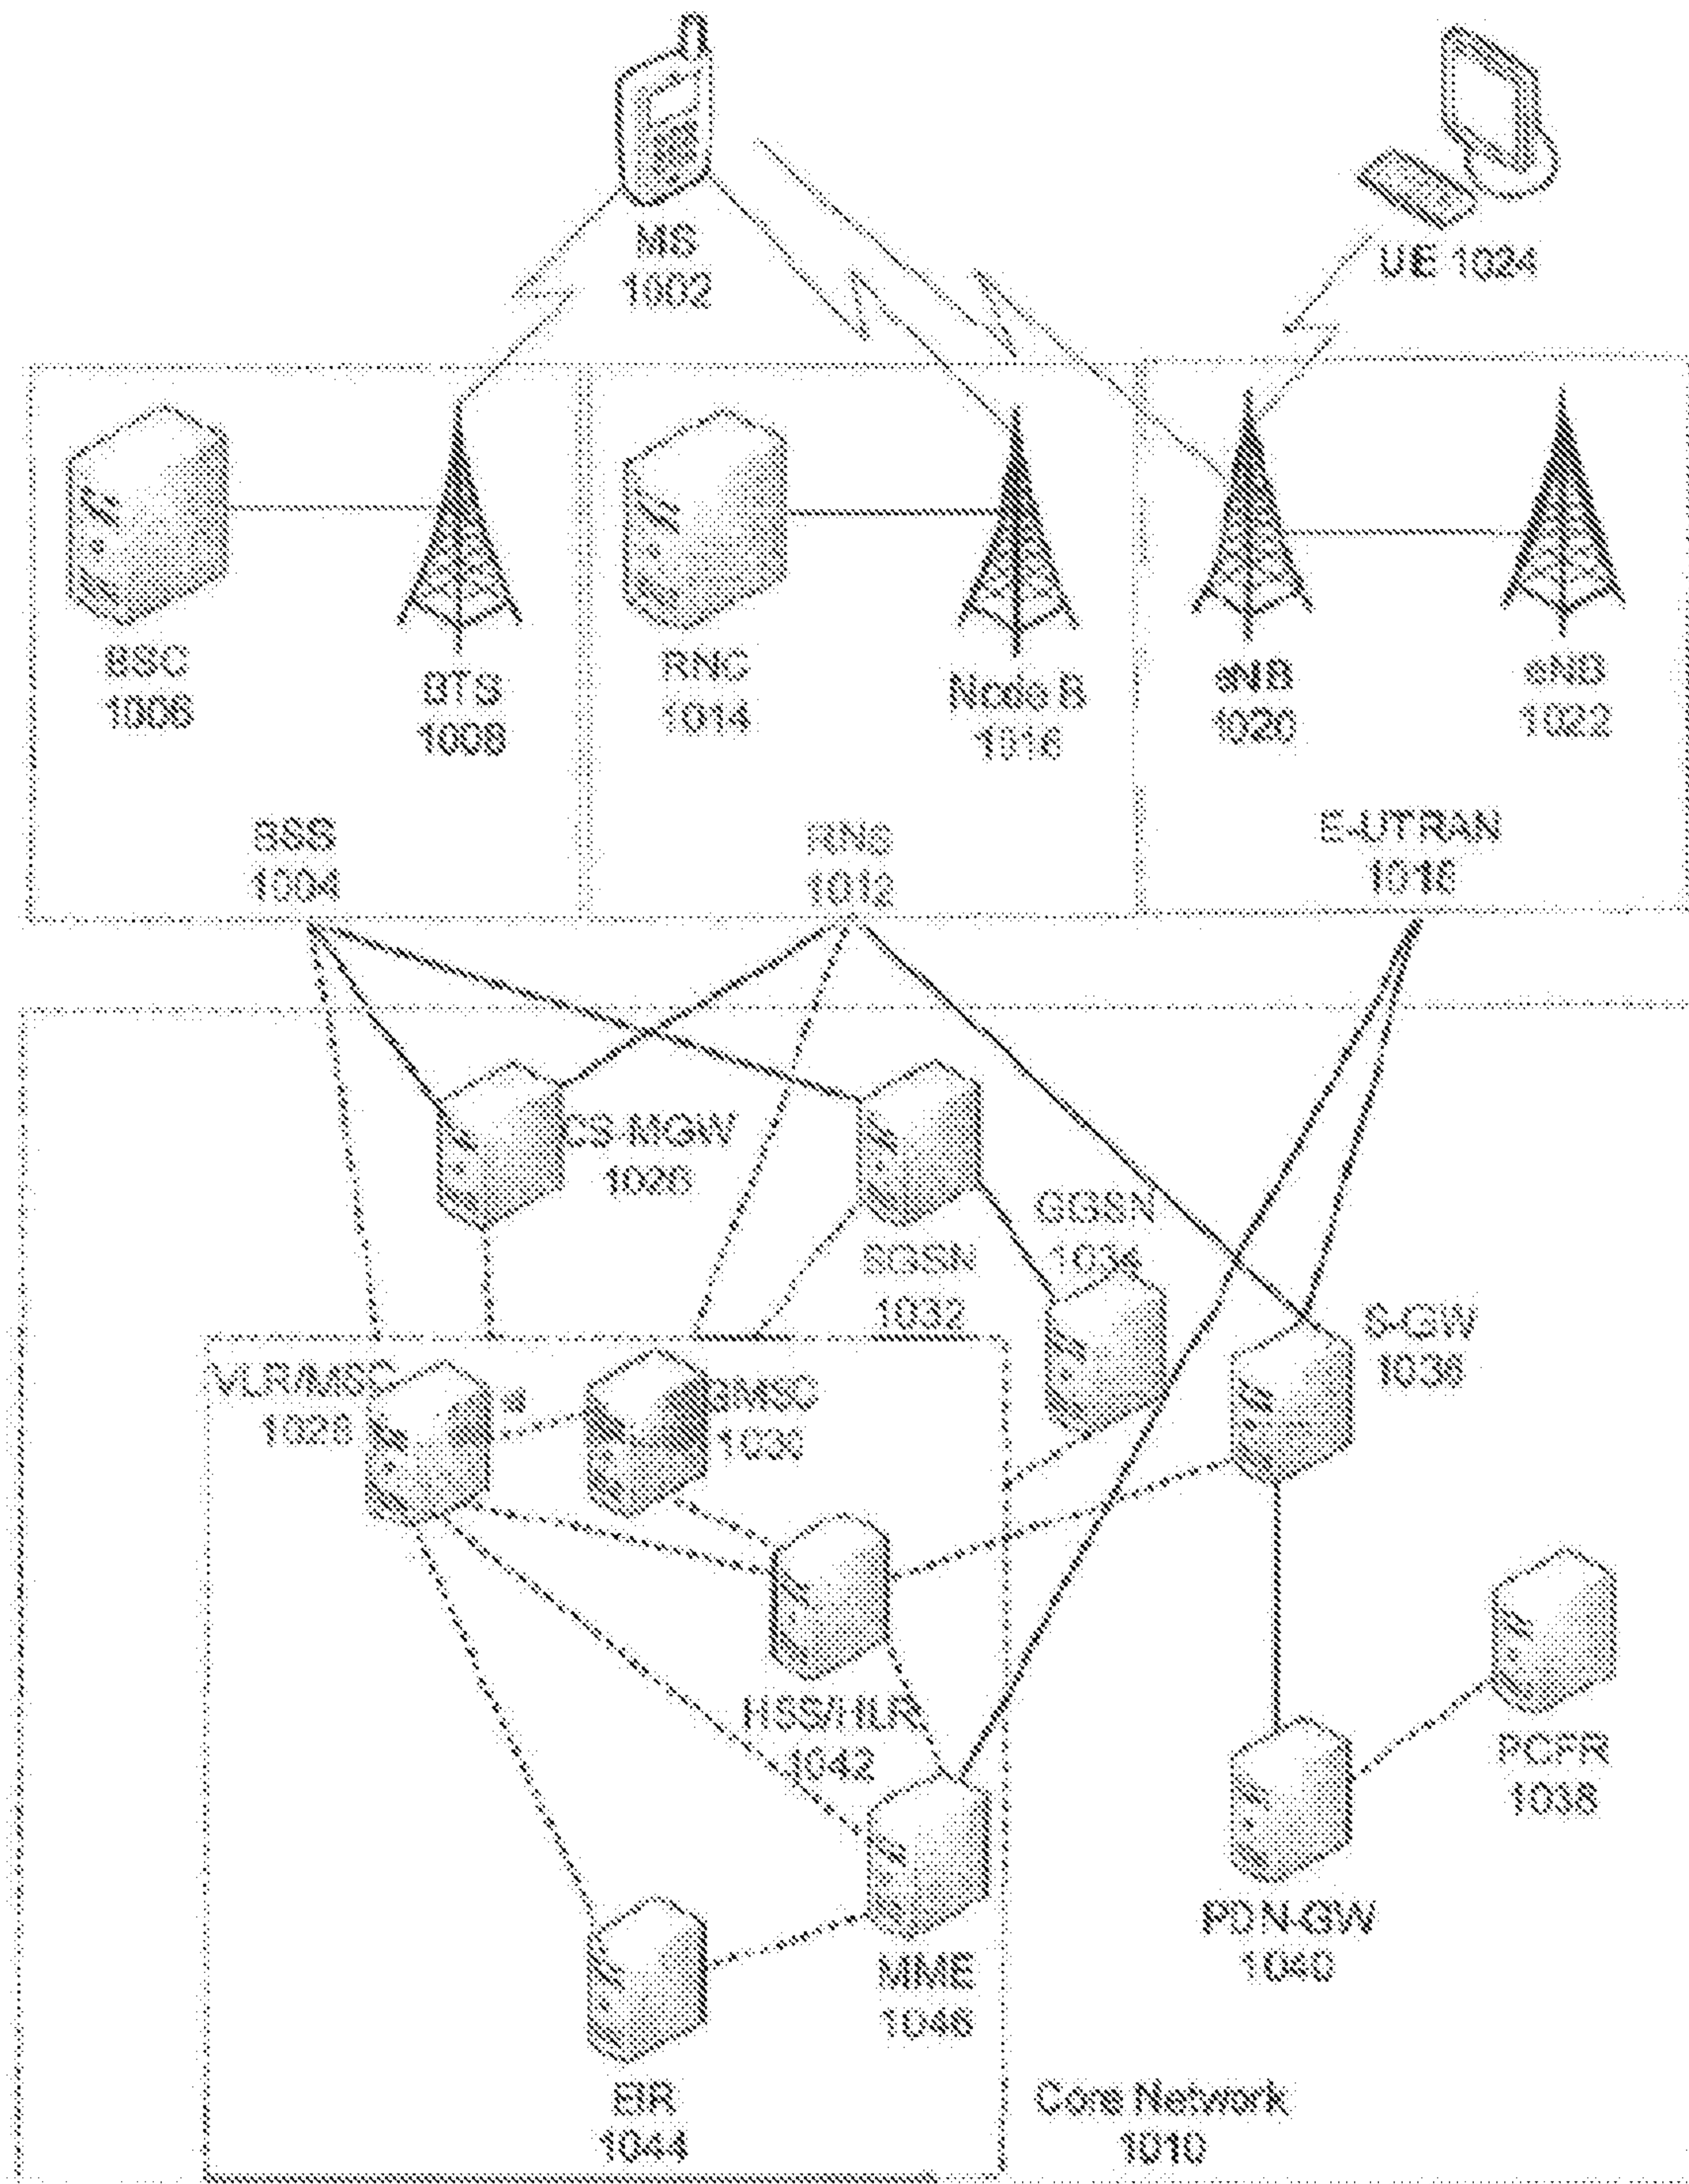 MS
1002
UE 1024
BSC
1006
BTS
1008
RNC
1014
Node B
1016
eNB
1020
eNB
1022
BSS
1004
RNS
1012
E-UTRAN
1018
CS-MGW
1026
SGSN
1032
GGSN
1034
S-GW
1036
VLR/MSC
1028
GMSC
1030
HSS/HLR
1042
PCFR
1038
PDN-GW
1040
MME
1046
EIR
1044
Core Network
1010